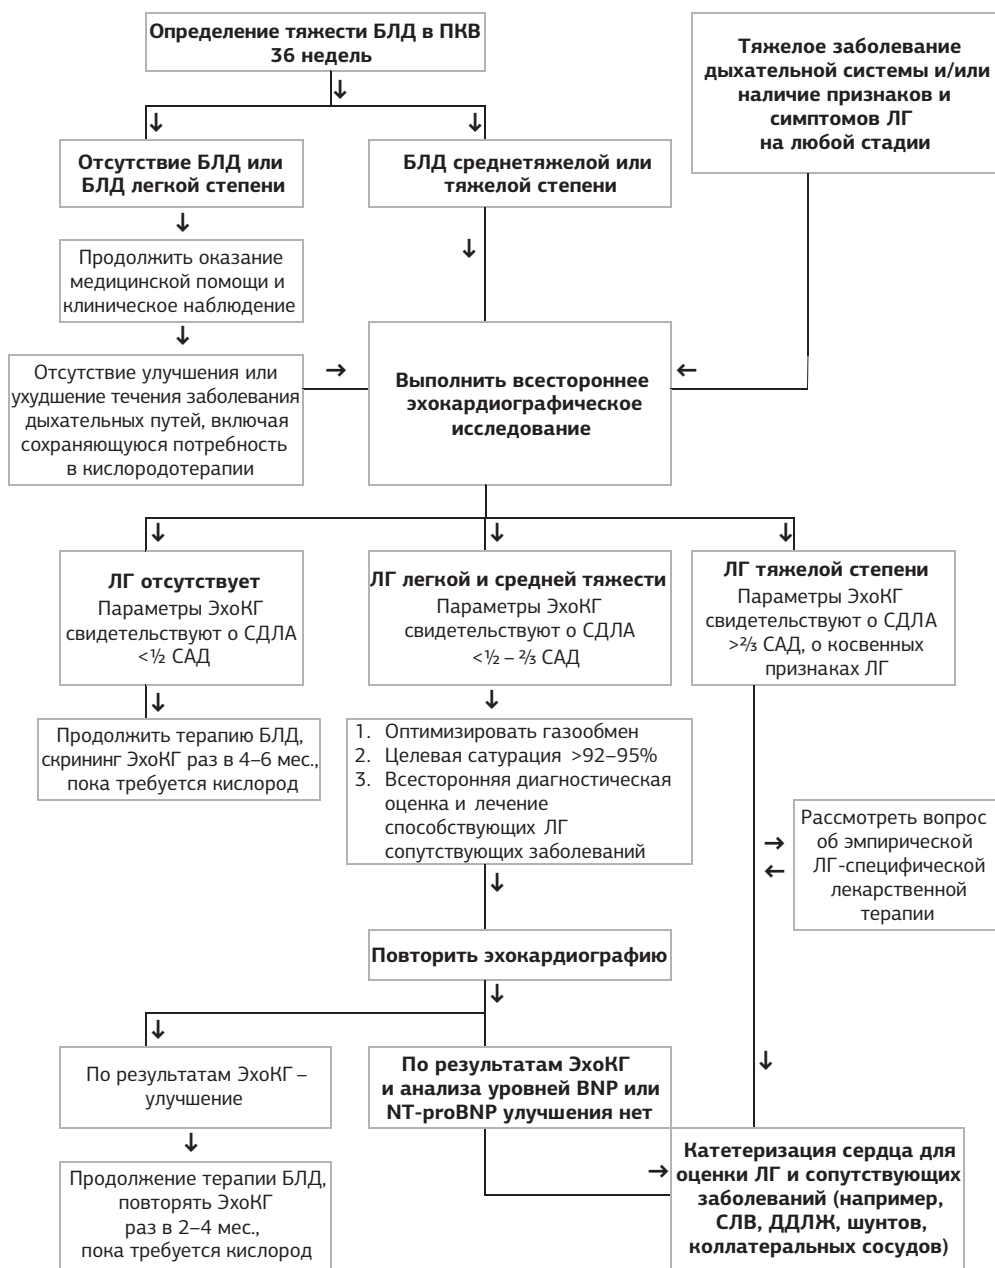 Определение тяжести БЛД в ПКВ
36 недель
Тяжелое заболевание
дыхательной системы и/или
наличие признаков и
симптомов ЛГ
на любой стадии
Отсутствие БЛД или
БЛД легкой степени
БЛД среднетяжелой или
тяжелой степени
Продолжить оказание
медицинской помощи и
клиническое наблюдение
Отсутствие улучшения или
ухудшение течения заболевания
дыхательных путей, включая
сохраняющуюся потребность
в кислородотерапии
Выполнить всестороннее
эхокардиографическое
исследование
ЛГ отсутствует
Параметры ЭхоКГ
свидетельствуют о СДЛА
<½ САД
ЛГ легкой и средней тяжести
Параметры ЭхоКГ
свидетельствуют о СДЛА
<½ – ⅔ САД
ЛГ тяжелой степени
Параметры ЭхоКГ
свидетельствуют о СДЛА
>⅔ САД, о косвенных
признаках ЛГ
Продолжить терапию БЛД,
скрининг ЭхоКГ раз в 4–6 мес.,
пока требуется кислород
1. Оптимизировать газообмен
2. Целевая сатурация >92–95%
3. Всесторонняя диагностическая
оценка и лечение
способствующих ЛГ
сопутствующих заболеваний
Рассмотреть вопрос
об эмпирической
ЛГ-специфической
лекарственной
терапии
Повторить эхокардиографию
По результатам ЭхоКГ –
улучшение
По результатам ЭхоКГ
и анализа уровней BNP или
NT-proBNP улучшения нет
Продолжение терапии БЛД,
повторять ЭхоКГ
раз в 2–4 мес.,
пока требуется кислород
Катетеризация сердца для
оценки ЛГ и сопутствующих
заболеваний (например,
СЛВ, ДДЛЖ, шунтов,
коллатеральных сосудов)